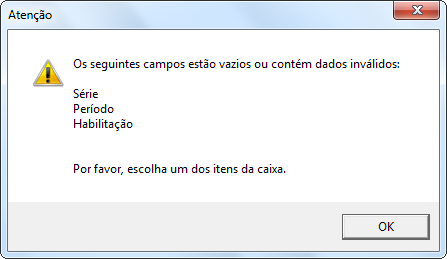 Atenção
Os seguintes campos estão vazios ou contém dados inválidos:
Série
Período
Habilitação
Por favor, escolha um dos itens da caixa.
OK